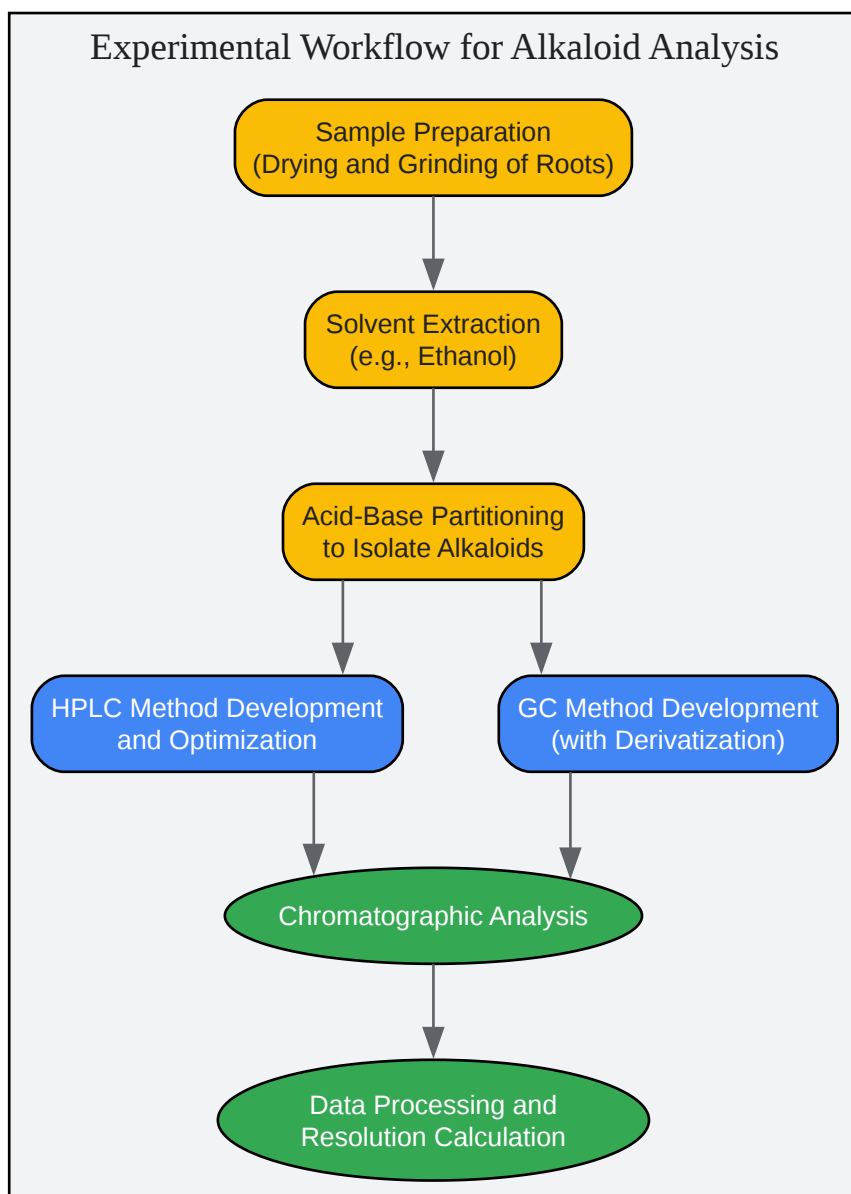 Experimental Workflow for Alkaloid Analysis
Sample Preparation
(Drying and Grinding of Roots)
Solvent Extraction
(e.g., Ethanol)
Acid-Base Partitioning
to Isolate Alkaloids
HPLC Method Development
and Optimization
GC Method Development
(with Derivatization)
Chromatographic Analysis
Data Processing and
Resolution Calculation